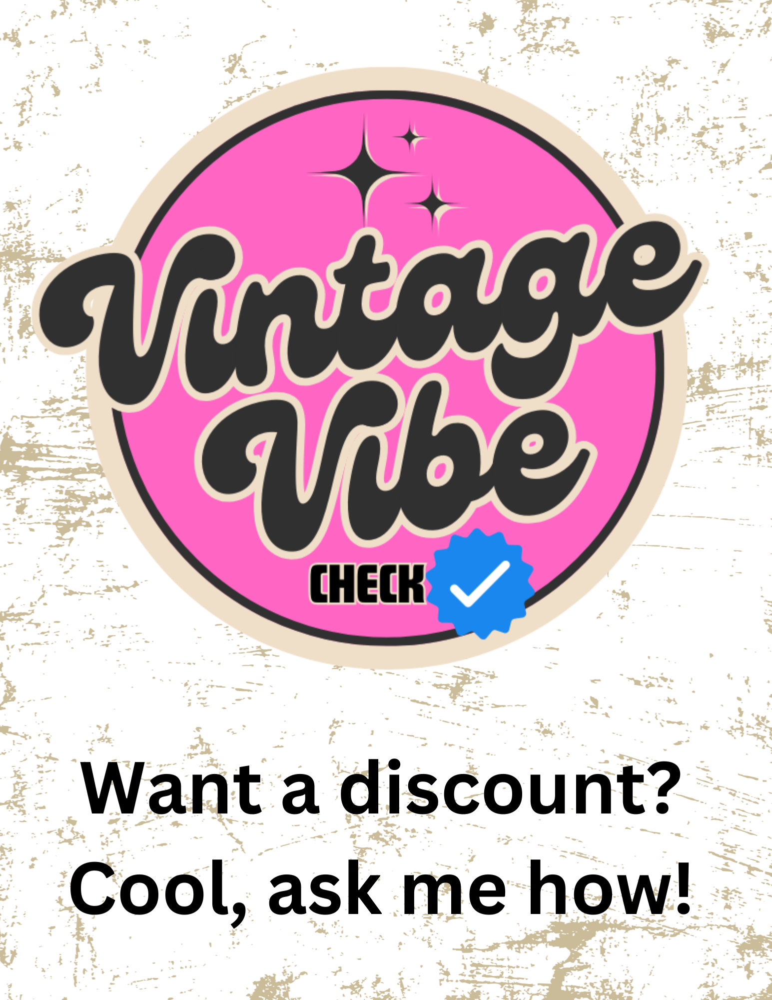 Vintage
Vibe
CHECK
Want a discount?
Cool, ask me how!